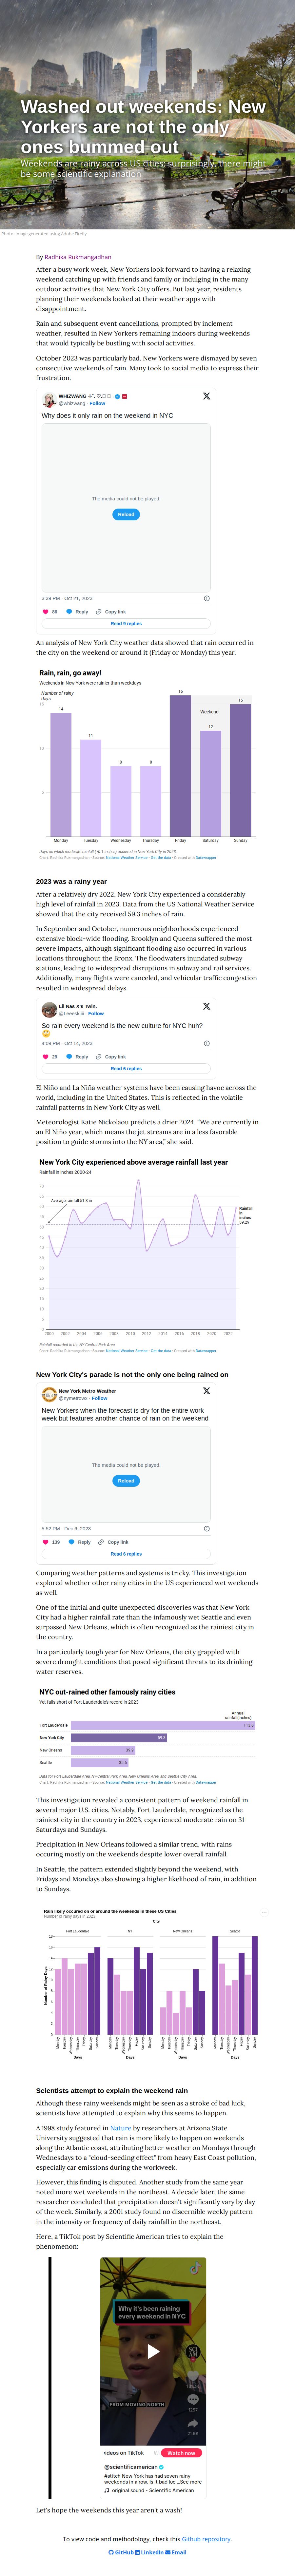 Washed out weekends: New
Yorkers are not the only
ones bummed out
Weekends are rainy across US cities; surprisingly, there might
be some scientific explanation
Photo: Image generated using Adobe Firefly
By Radhika Rukmangadhan
After a busy work week, New Yorkers look forward to having a relaxing
weekend catching up with friends and family or indulging in the many
outdoor activities that New York City offers. But last year, residents
planning their weekends looked at their weather apps with
disappointment.
Rain and subsequent event cancellations, prompted by inclement
weather, resulted in New Yorkers remaining indoors during weekends
that would typically be bustling with social activities.
October 2023 was particularly bad. New Yorkers were dismayed by seven
consecutive weekends of rain. Many took to social media to express their
frustration.
WHIZWANG
@whizwang · Follow
Why does it only rain on the weekend in NYC
The media could not be played.
Reload
3:36 PM · Oct 21, 2023
86 Reply Copy link
Read 9 replies
An analysis of New York City weather data showed that rain occurred in
the city on the weekend or around it (Friday or Monday) this year.
Rain, rain, go away!
Weekends in New York were rainier than weekdays
Number of rainy
days
16
15
15
Weekend
14
12
11
10
8 8
5
Monday Tuesday Wednesday Thursday Friday Saturday Sunday
Days on which moderate rainfall (>0.1 inches) occurred in New York City in 2023.
Chart: Radhika Rukmangadhan · Source: National Weather Service · Get the data · Created with Datawrapper
2023 was a rainy year
After a relatively dry 2022, New York City experienced a considerably
high level of rainfall in 2023. Data from the US National Weather Service
showed that the city received 59.3 inches of rain.
In September and October, numerous neighborhoods experienced
extensive block-wide flooding. Brooklyn and Queens suffered the most
severe impacts, although significant flooding also occurred in various
locations throughout the Bronx. The floodwaters inundated subway
stations, leading to widespread disruptions in subway and rail services.
Additionally, many flights were canceled, and vehicular traffic congestion
resulted in widespread delays.
Lil Nas X's Twin.
· Follow
So rain every weekend is the new culture for NYC huh?
4:09 PM · Oct 14, 2023
29 Reply Copy link
Read 6 replies
El Niño and La Niña weather systems have been causing havoc across the
world, including in the United States. This is reflected in the volatile
rainfall patterns in New York City as well.
Meteorologist Katie Nickolaou predicts a drier 2024. “We are currently in
an El Niño year, which means the jet streams are in a less favorable
position to guide storms into the NY area,” she said.
New York City experienced above average rainfall last year
Rainfall in inches 2000-24
70
65
60
Average rainfall 51.3 in
Rainfall
in
inches
59.29
55
50
45
40
35
30
25
20
15
10
5
0
2000 2002 2004 2006 2008 2010 2012 2014 2016 2018 2020 2022
Rainfall recorded in the NY Central Park Area.
Chart: Radhika Rukmangadhan · Source: National Weather Service · Get the data · Created with Datawrapper
New York City's parade is not the only one being rained on
New York Metro Weather
@nymetrowx · Follow
New Yorkers when the forecast is dry for the entire work
week but features another chance of rain on the weekend
The media could not be played.
Reload
5:52 PM · Dec 6, 2023
139 Reply Copy link
Read 6 replies
Comparing weather patterns and systems is tricky. This investigation
explored whether other rainy cities in the US experienced wet weekends
as well.
One of the initial and quite unexpected discoveries was that New York
City had a higher rainfall rate than the infamously wet Seattle and even
surpassed New Orleans, which is often recognized as the rainiest city in
the country.
In a particularly tough year for New Orleans, the city grappled with
severe drought conditions that posed significant threats to its drinking
water reserves.
NYC out-rained other famously rainy cities
Yet falls short of Fort Lauderdale's record in 2023
Annual
rainfall(inches)
Fort Lauderdale 113.6
New York City 59.3
New Orleans 39.9
Seattle
Data for Fort Lauderdale Area, NY-Central Park Area, New Orleans Area, and Seattle City Area.
Chart: Radhika Rukmangadhan · Source: National Weather Service · Get the data · Created with Datawrapper
This investigation revealed a consistent pattern of weekend rainfall in
several major U.S. cities. Notably, Fort Lauderdale, recognized as the
rainiest city in the country in 2023, experienced moderate rain on 31
Saturdays and Sundays.
Precipitation in New Orleans followed a similar trend, with rains
occuring mostly on the weekends despite lower overall rainfall.
In Seattle, the pattern extended slightly beyond the weekend, with
Fridays and Mondays also showing a higher likelihood of rain, in addition
to Sundays.
Rain likely occured on or around the weekends in these US Cities
Number of rainy days in 2023
City
Fort Lauderdale NY New Orleans Seattle
Number of Rainy Days
18
16
14
12
10
8
6
4
2
0
Monday Tuesday Wednesday Thursday Friday Saturday Sunday
Monday Tuesday Wednesday Thursday Friday Saturday Sunday
Monday Tuesday Wednesday Thursday Friday Saturday Sunday
Monday Tuesday Wednesday Thursday Friday Saturday Sunday
Days Days Days Days
Scientists attempt to explain the weekend rain
Although these rainy weekends might be seen as a stroke of bad luck,
scientists have attempted to explain why this seems to happen.
A 1998 study featured in Nature by researchers at Arizona State
University suggested that rain is more likely to happen on weekends
along the Atlantic coast, attributing better weather on Mondays through
Wednesdays to a "cloud-seeding effect" from heavy East Coast pollution,
especially car emissions during the workweek.
However, this finding is disputed. Another study from the same year
noted more wet weekends in the northeast. A decade later, the same
researcher concluded that precipitation doesn't significantly vary by day
of the week. Similarly, a 2001 study found no discernible weekly pattern
in the intensity or frequency of daily rainfall in the northeast.
Here, a TikTok post by Scientific American tries to explain the
phenomenon:
Why it's been raining
every weekend in NYC
FROM MOVING NORTH
Videos on TikTok
Watch now
@scientificamerican
#stitch New York has had seven rainy
weekends in a row. Is it bad luc ...See more
original sound - Scientific American
Let's hope the weekends this year aren't a wash!
To view code and methodology, check this Github repository.
GitHub LinkedIn Email